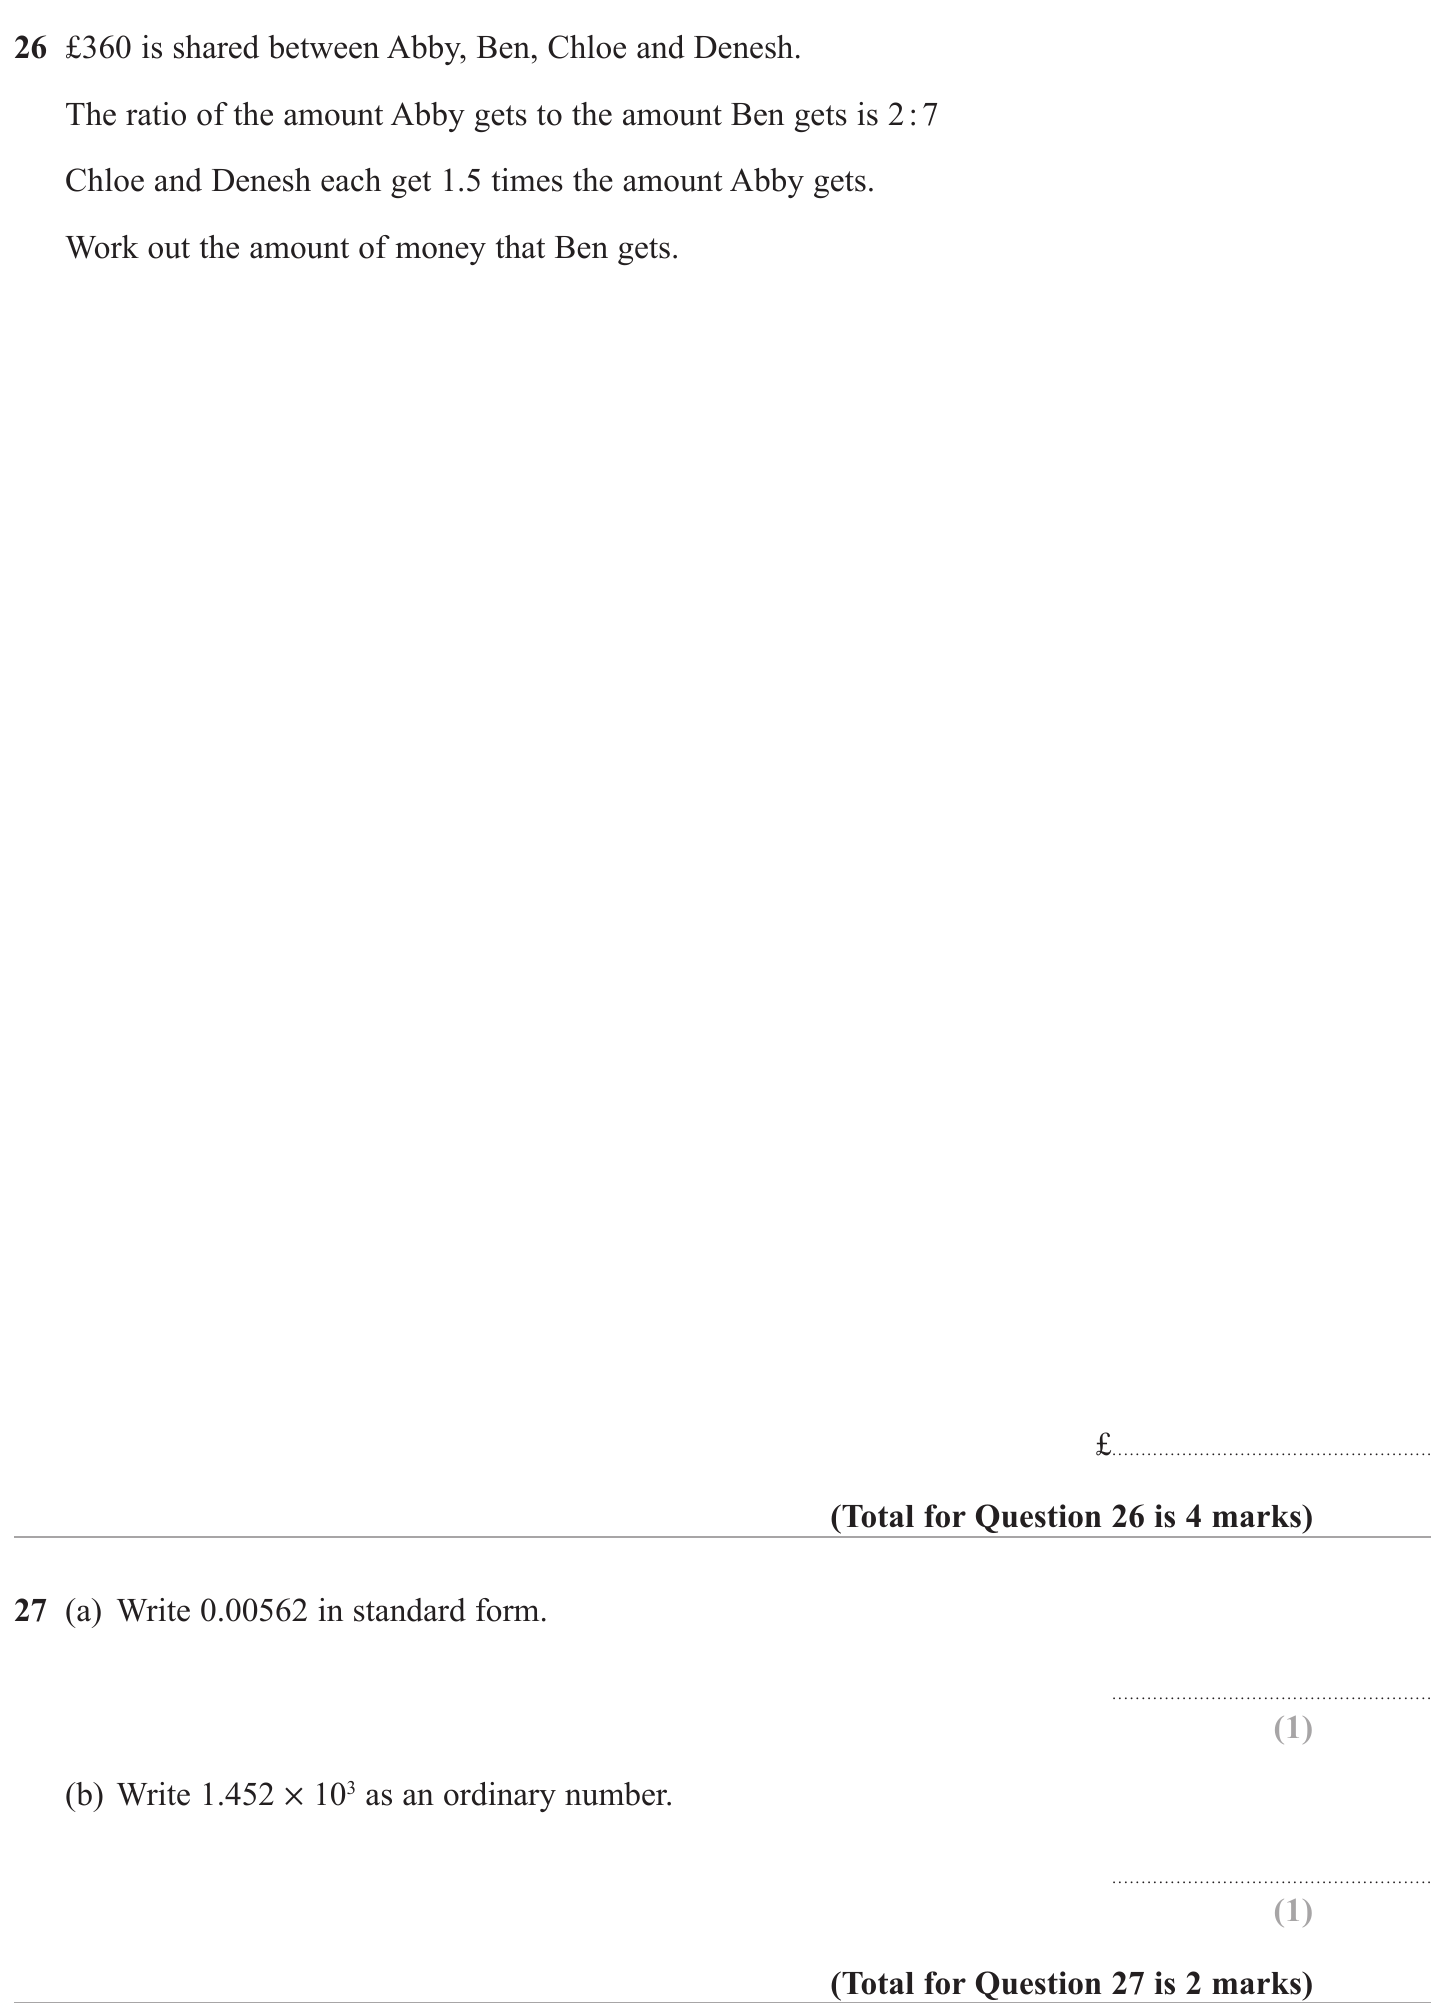 26 £360 is shared between Abby, Ben, Chloe and Denesh.
The ratio of the amount Abby gets to the amount Ben gets is 2:7
Chloe and Denesh each get 1.5 times the amount Abby gets.
Work out the amount of money that Ben gets.
£
(Total for Question 26 is 4 marks)
27 (a) Write 0.00562 in standard form.
(1)
(b) Write 1.452 × 10³ as an ordinary number.
(1)
(Total for Question 27 is 2 marks)